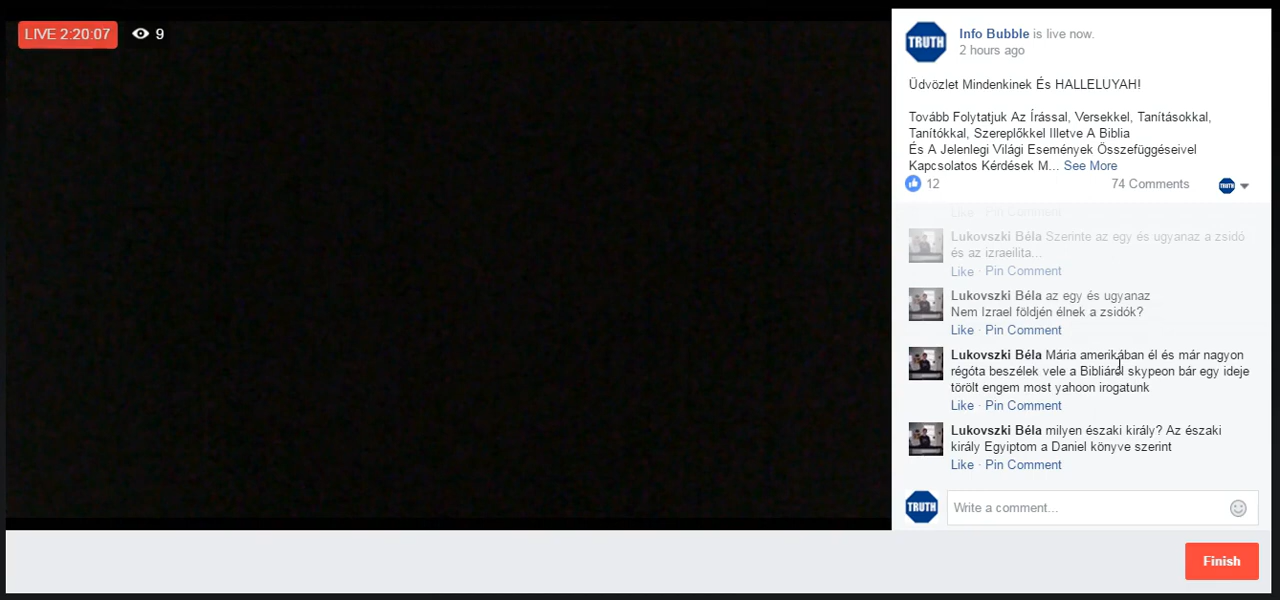 LIVE 2:20:07
9
TRUTH
Info Bubble is live now.
2 hours ago
Üdvözlet Mindenkinek És HALLELUYAH!
Tovább Folytatjuk Az Írással, Versekkel, Tanításokkal,
Tanítókkal, Szereplőkkel Illetve A Biblia
És A Jelenlegi Világi Események Összefüggéseivel
Kapcsolatos Kérdések M... See More
12
74 Comments
TRUTH
Like · Pin Comment
Lukovszki Béla Szerinte az egy és ugyanaz a zsidó
és az izraeilita...
Like · Pin Comment
Lukovszki Béla az egy és ugyanaz
Nem Izrael földjén élnek a zsidók?
Like · Pin Comment
Lukovszki Béla Mária amerikában él és már nagyon
régóta beszélek vele a Bibliáról skypeon bár egy ideje
törölt engem most yahoon irogatunk
Like · Pin Comment
Lukovszki Béla milyen északi király? Az északi
király Egyiptom a Daniel könyve szerint
Like · Pin Comment
TRUTH
Write a comment...
Finish